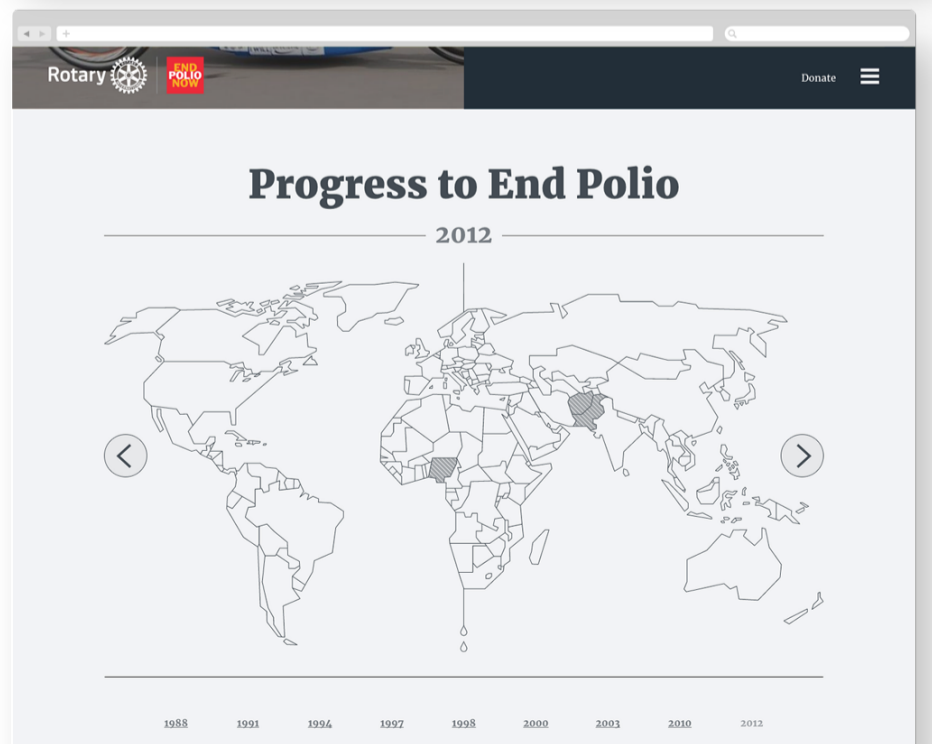 Rotary
END
POLIO
NOW
Donate
Progress to End Polio
2012
1988 1991 1994 1997 1998 2000 2003 2010 2012